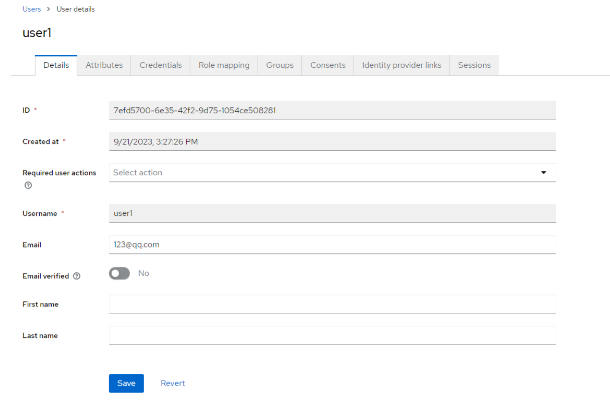 Users > User details
user1
Details Attributes Credentials Role mapping Groups Consents Identity provider links Sessions
ID * 7efd5700-6e35-42f2-9d75-1054ce508281
Created at * 9/21/2023, 3:27:26 PM
Required user actions Select action
Username * user1
Email 123@qq.com
Email verified No
First name
Last name
Save Revert